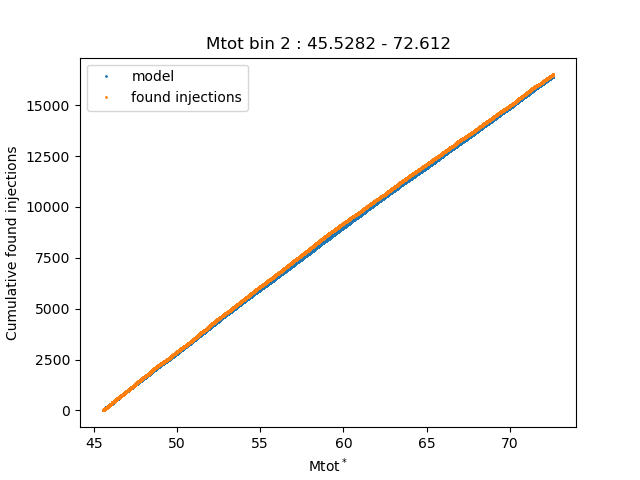 Mtot bin 2 : 45.5282 - 72.612
model
found injections
15000
12500
10000
7500
5000
2500
0
Cumulative found injections
45 50 55 60 65 70
Mtot*